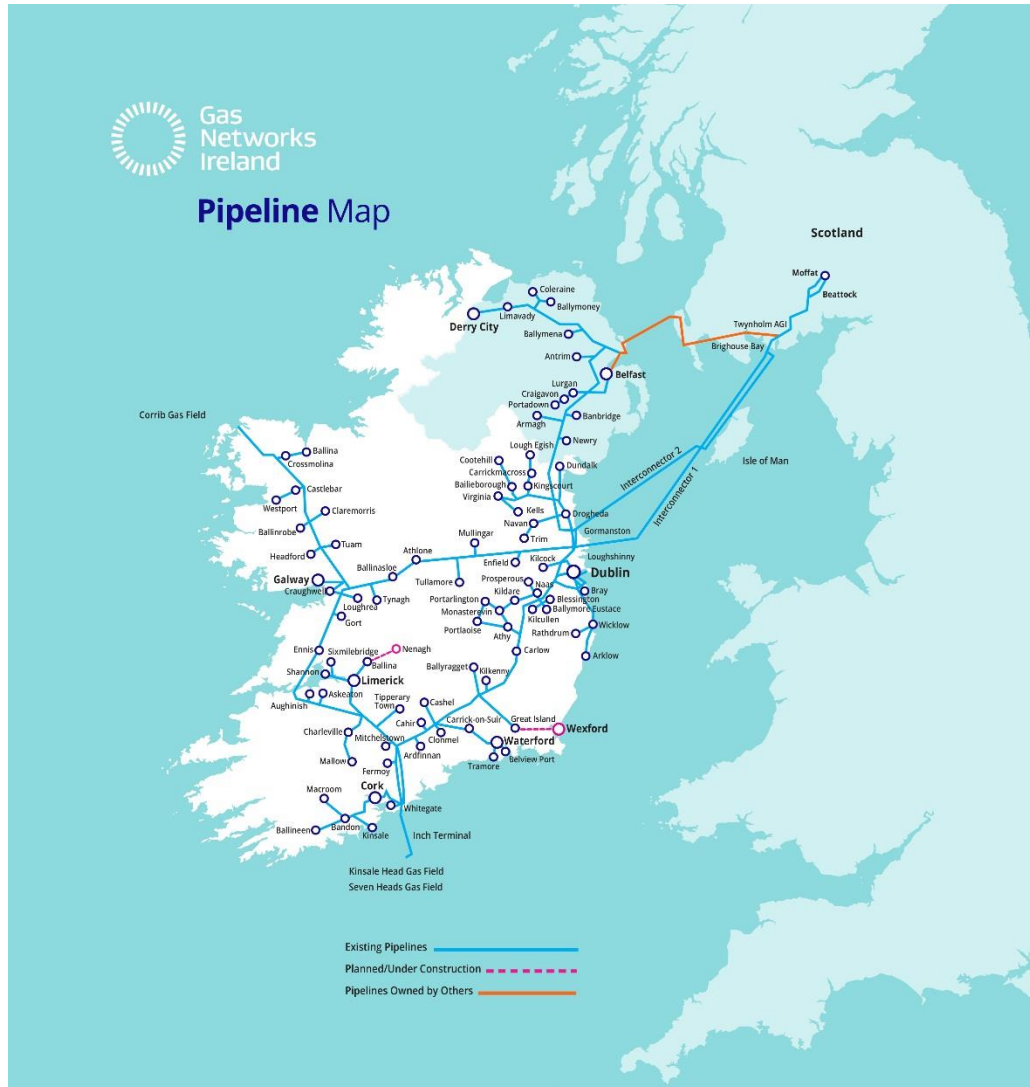 Gas
Networks
Ireland
Pipeline Map
Scotland
Moffat
Beattock
Twynholm AGI
Brighouse Bay
Coleraine
Ballymoney
Limavady
Derry City
Ballymena
Antrim
Belfast
Lurgan
Craigavon
Portadown
Armagh
Banbridge
Newry
Corrib Gas Field
Ballina
Crossmolina
Castlebar
Westport
Claremorris
Ballinrobe
Tuam
Headford
Lough Egish
Cootehill
Carrickmacross
Dundalk
Bailieborough
Kingscourt
Virginia
Kells
Drogheda
Navan
Gormanston
Trim
Interconnector 2
Interconnector 1
Isle of Man
Mullingar
Athlone
Ballinasloe
Enfield
Kilcock
Loughshinny
Tullamore
Dublin
Galway
Craughwell
Loughrea
Tynagh
Gort
Prosperous
Naas
Bray
Kildare
Blessington
Portarlington
Monasterevin
Ballymore Eustace
Kilcullen
Portlaoise
Athy
Rathdrum
Wicklow
Carlow
Arklow
Ennis
Sixmilebridge
Nenagh
Ballina
Shannon
Limerick
Ballyragget
Kilkenny
Aughinish
Askeaton
Tipperary
Town
Cashel
Great Island
Carrick-on-Suir
Wexford
Charleville
Cahir
Clonmel
Mitchelstown
Waterford
Ardfinnan
Belview Port
Tramore
Mallow
Fermoy
Cork
Macroom
Whitegate
Ballineen
Bandon
Kinsale
Inch Terminal
Kinsale Head Gas Field
Seven Heads Gas Field
Existing Pipelines
Planned/Under Construction
Pipelines Owned by Others